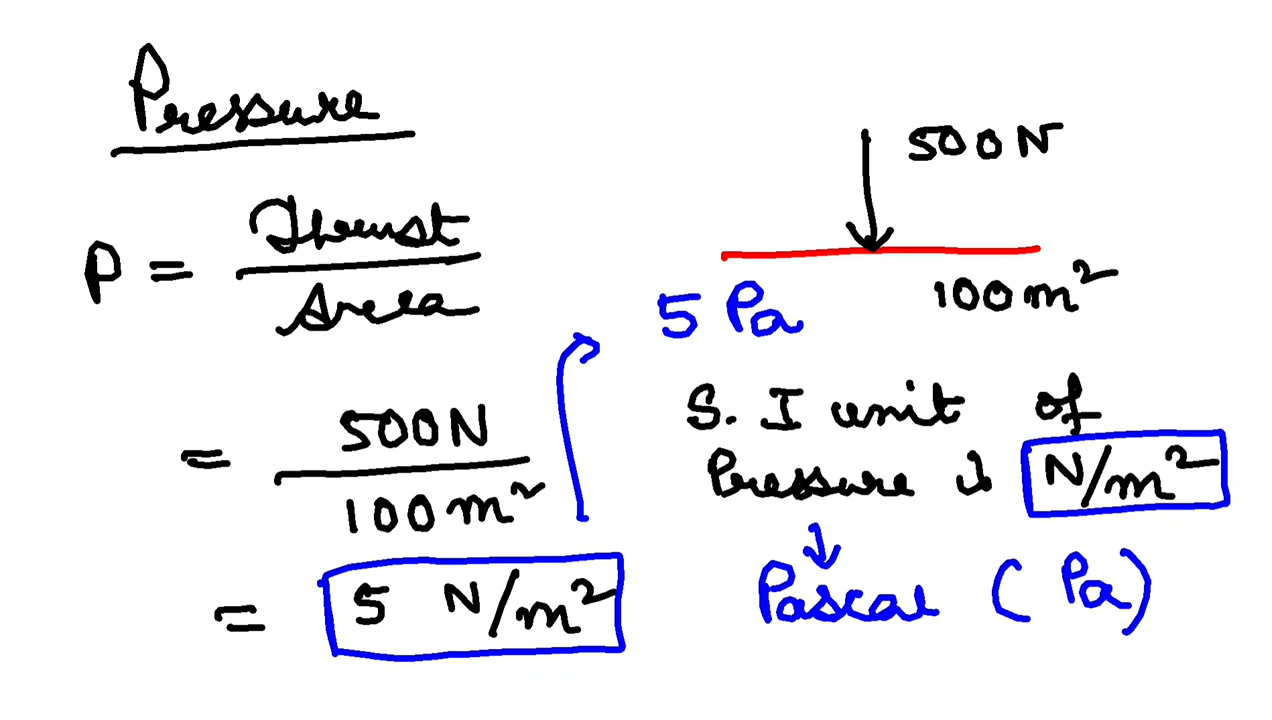 Pressure
P = Thrust / Area
= 500N / 100m²
= 5 N/m²
500N
100m²
5 Pa
S. I unit of
Pressure is N/m²
Pascal (Pa)